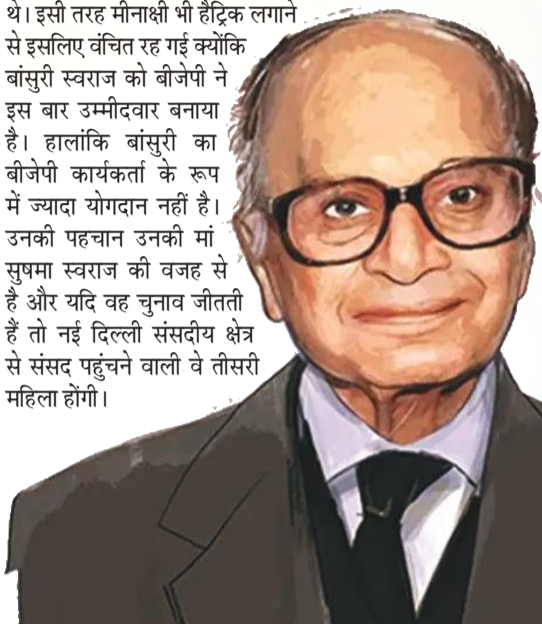 थे। इसी तरह मीनाक्षी भी हैट्रिक लगाने
से इसलिए वंचित रह गई क्योंकि
बांसुरी स्वराज को बीजेपी ने
इस बार उम्मीदवार बनाया
है। हालांकि बांसुरी का
बीजेपी कार्यकर्ता के रूप
में ज्यादा योगदान नहीं है।
उनकी पहचान उनकी मां
सुषमा स्वराज की वजह से
है और यदि वह चुनाव जीतती
हैं तो नई दिल्ली संसदीय क्षेत्र
से संसद पहुंचने वाली वे तीसरी
महिला होंगी।